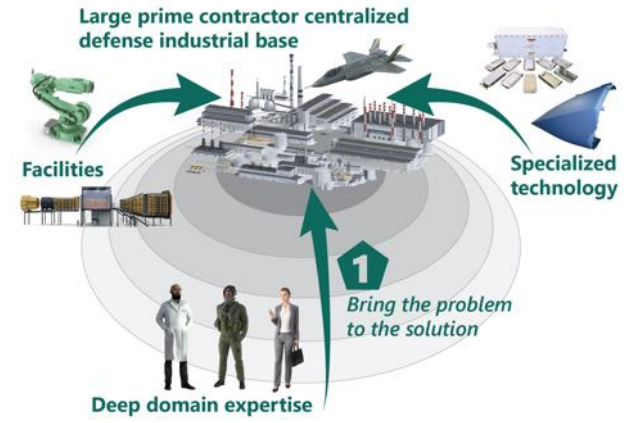 Large prime contractor centralized
defense industrial base
Facilities
Specialized
technology
1
Bring the problem
to the solution
Deep domain expertise